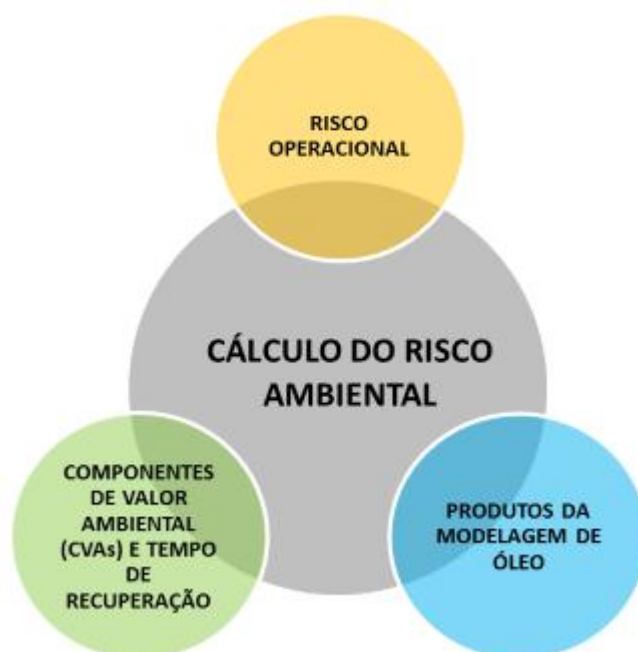 RISCO
OPERACIONAL
CÁLCULO DO RISCO
AMBIENTAL
COMPONENTES
DE VALOR
AMBIENTAL
(CVAs) E TEMPO
DE
RECUPERAÇÃO
PRODUTOS DA
MODELAGEM DE
ÓLEO